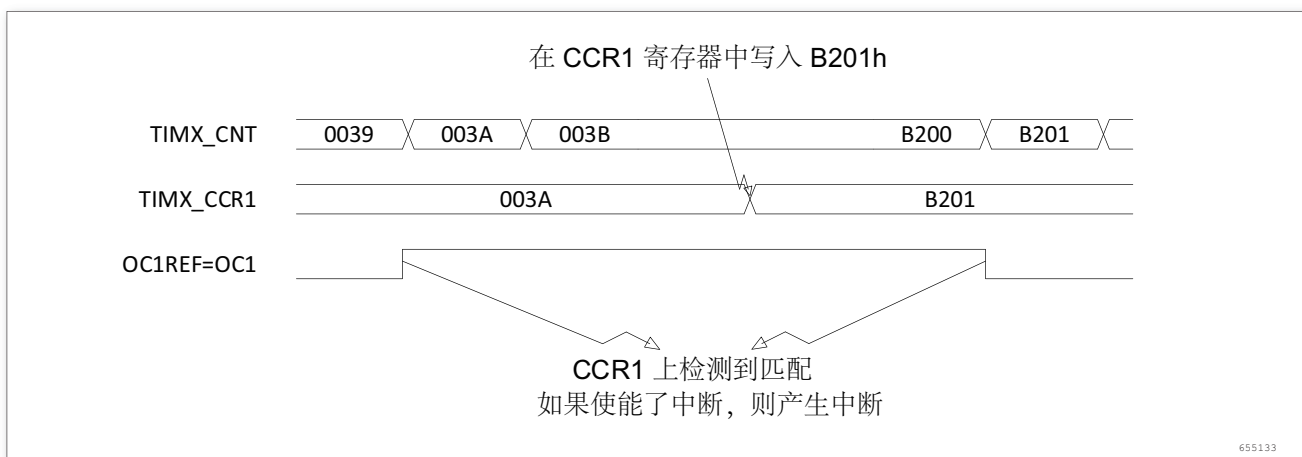 在 CCR1 寄存器中写入 B201h
TIMX_CNT 0039 003A 003B B200 B201
TIMX_CCR1 003A B201
OC1REF=OC1
CCR1 上检测到匹配
如果使能了中断，则产生中断
655133